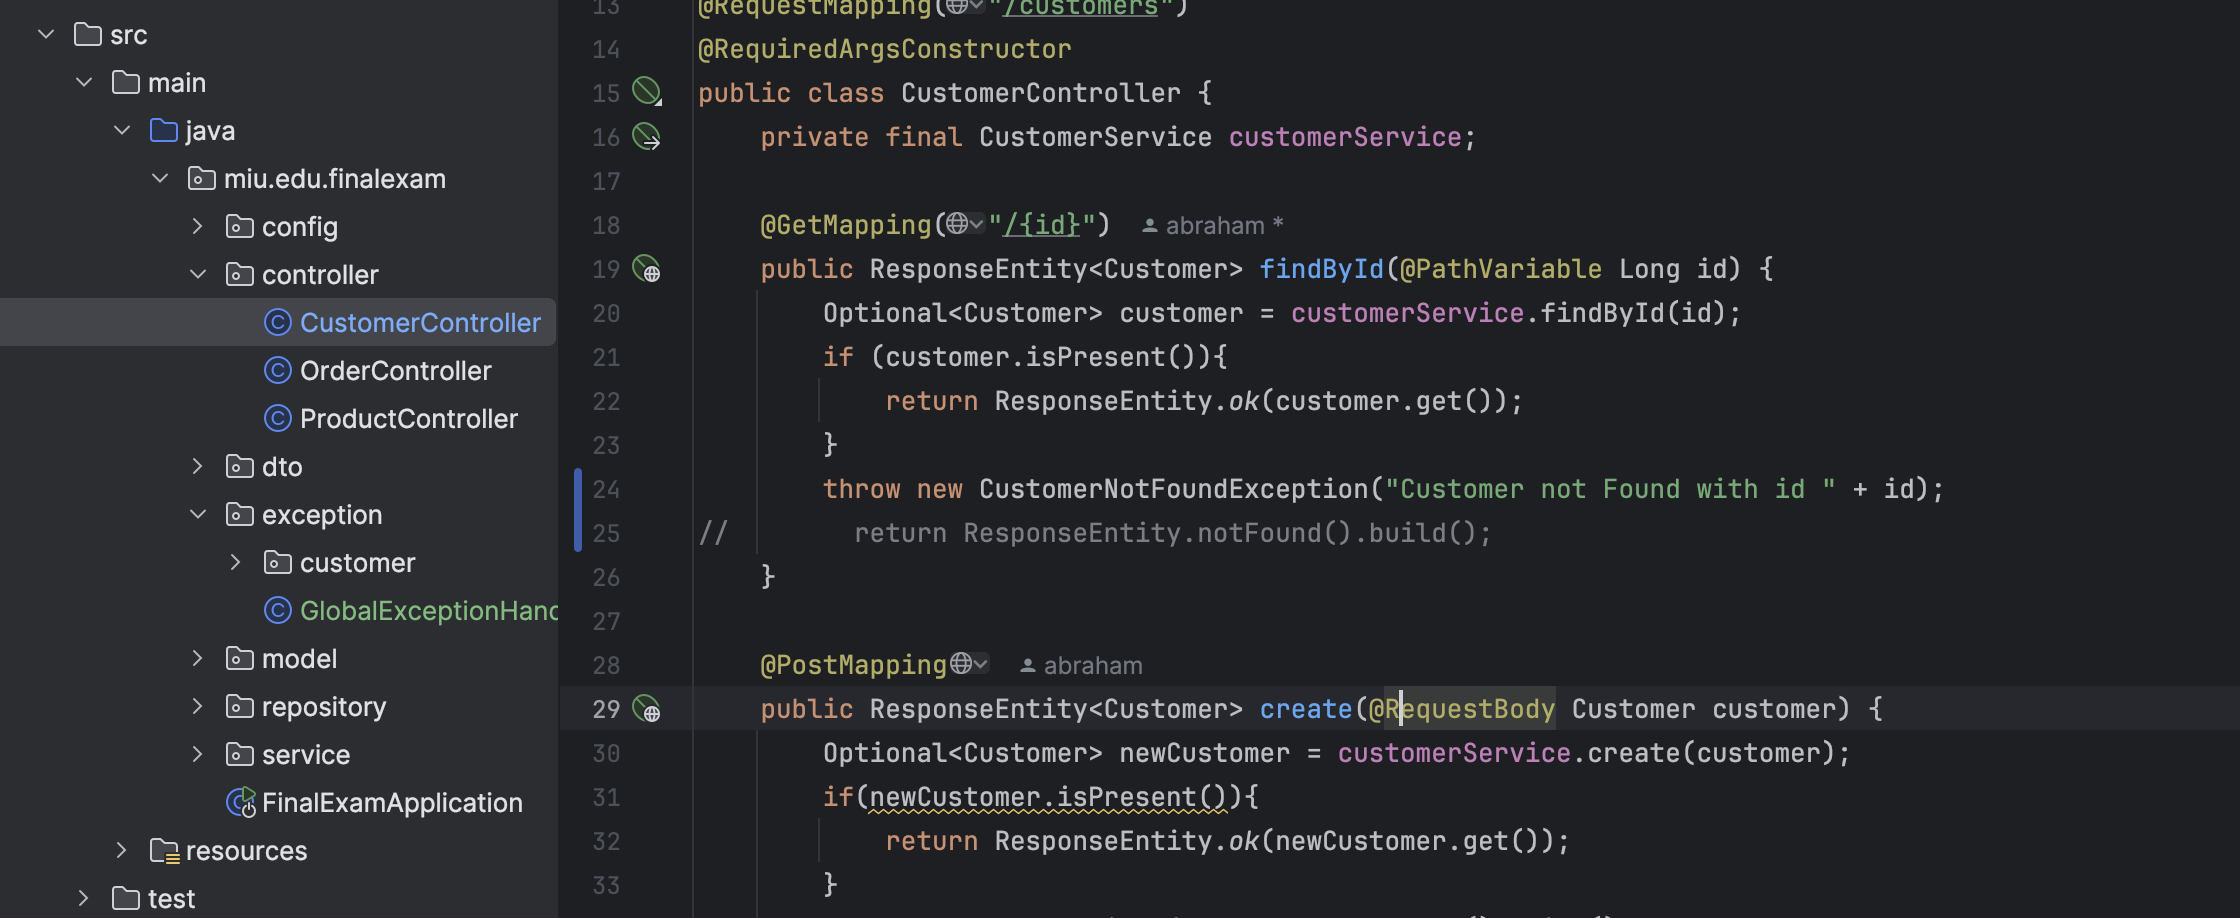 src
main
java
miu.edu.finalexam
config
controller
CustomerController
OrderController
ProductController
dto
exception
customer
GlobalExceptionHand
model
repository
service
FinalExamApplication
resources
test
13 @RequestMapping("/customers")
14 @RequiredArgsConstructor
15 public class CustomerController {
16 private final CustomerService customerService;
17
18 @GetMapping("/{id}") abraham *
19 public ResponseEntity<Customer> findById(@PathVariable Long id) {
20 Optional<Customer> customer = customerService.findById(id);
21 if (customer.isPresent()){
22 return ResponseEntity.ok(customer.get());
23 }
24 throw new CustomerNotFoundException("Customer not Found with id " + id);
25 // return ResponseEntity.notFound().build();
26 }
27
28 @PostMapping abraham
29 public ResponseEntity<Customer> create(@RequestBody Customer customer) {
30 Optional<Customer> newCustomer = customerService.create(customer);
31 if(newCustomer.isPresent()){
32 return ResponseEntity.ok(newCustomer.get());
33 }